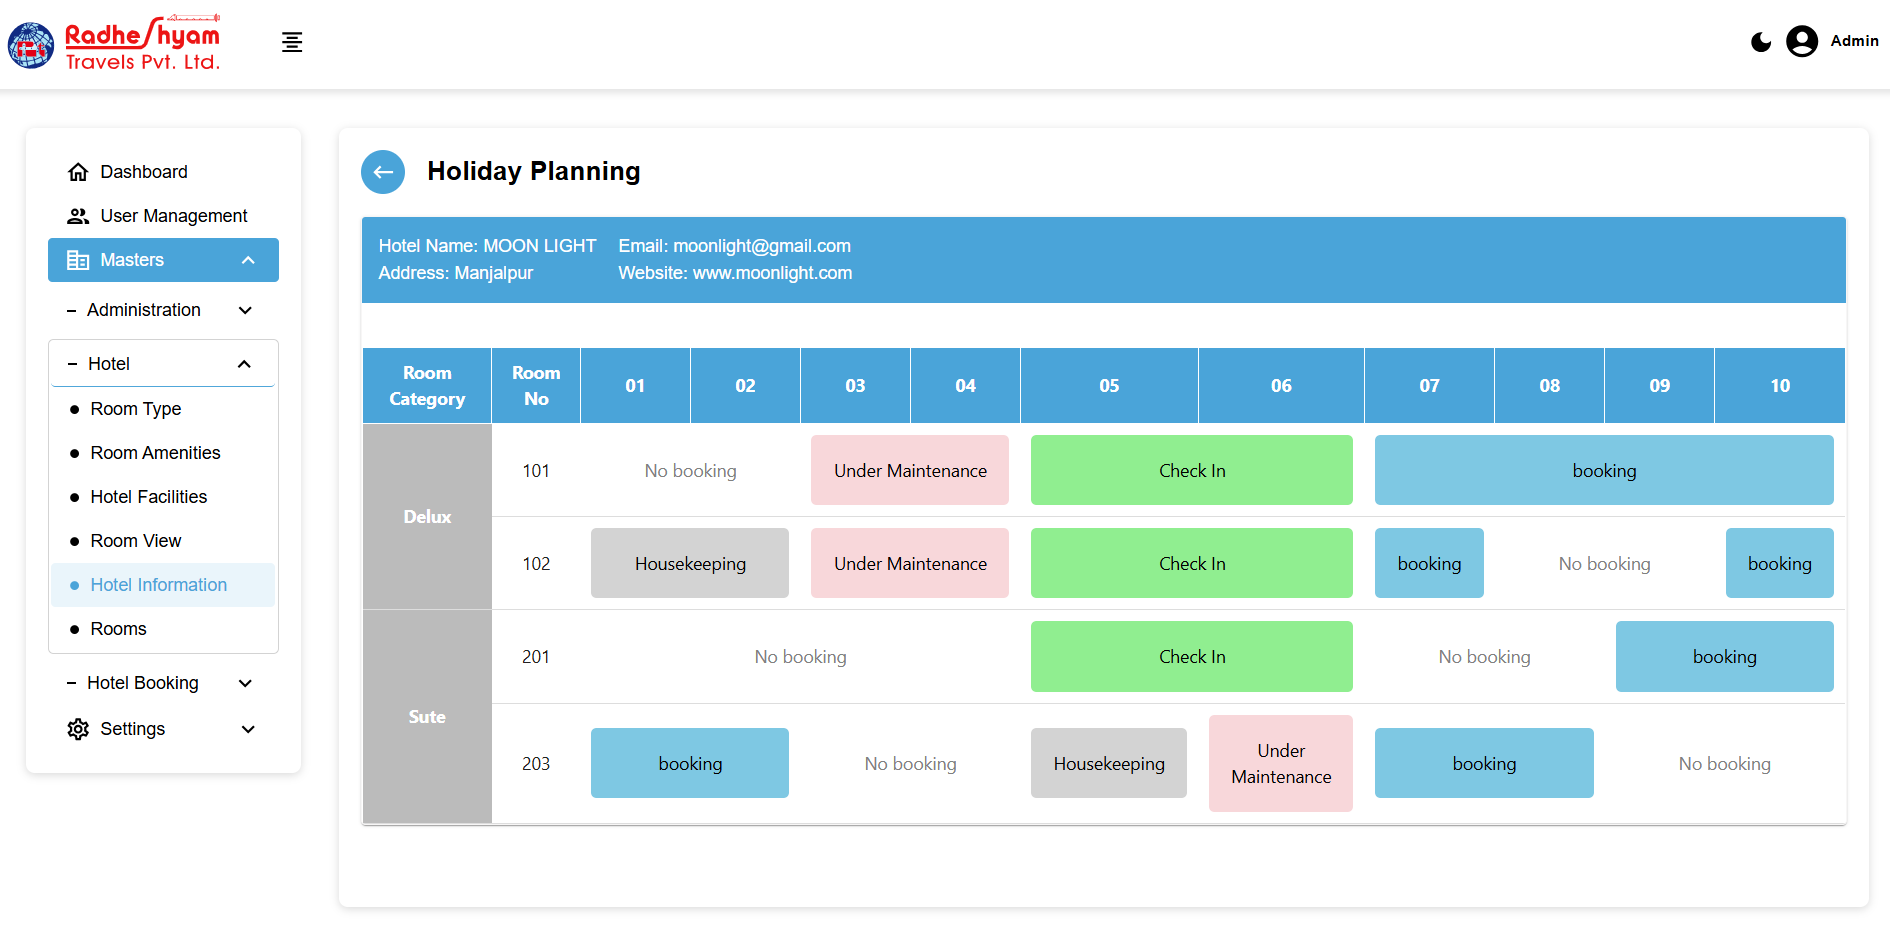 RadheShyam
Travels Pvt. Ltd.
Admin
Dashboard
User Management
Masters
Administration
Hotel
Room Type
Room Amenities
Hotel Facilities
Room View
Hotel Information
Rooms
Hotel Booking
Settings
Holiday Planning
Hotel Name: MOON LIGHT Email: moonlight@gmail.com
Address: Manjalpur Website: www.moonlight.com
Room Category Room No 01 02 03 04 05 06 07 08 09 10
Delux
101 No booking Under Maintenance Check In booking
102 Housekeeping Under Maintenance Check In booking No booking booking
Sute
201 No booking Check In No booking booking
203 booking No booking Housekeeping Under Maintenance booking No booking